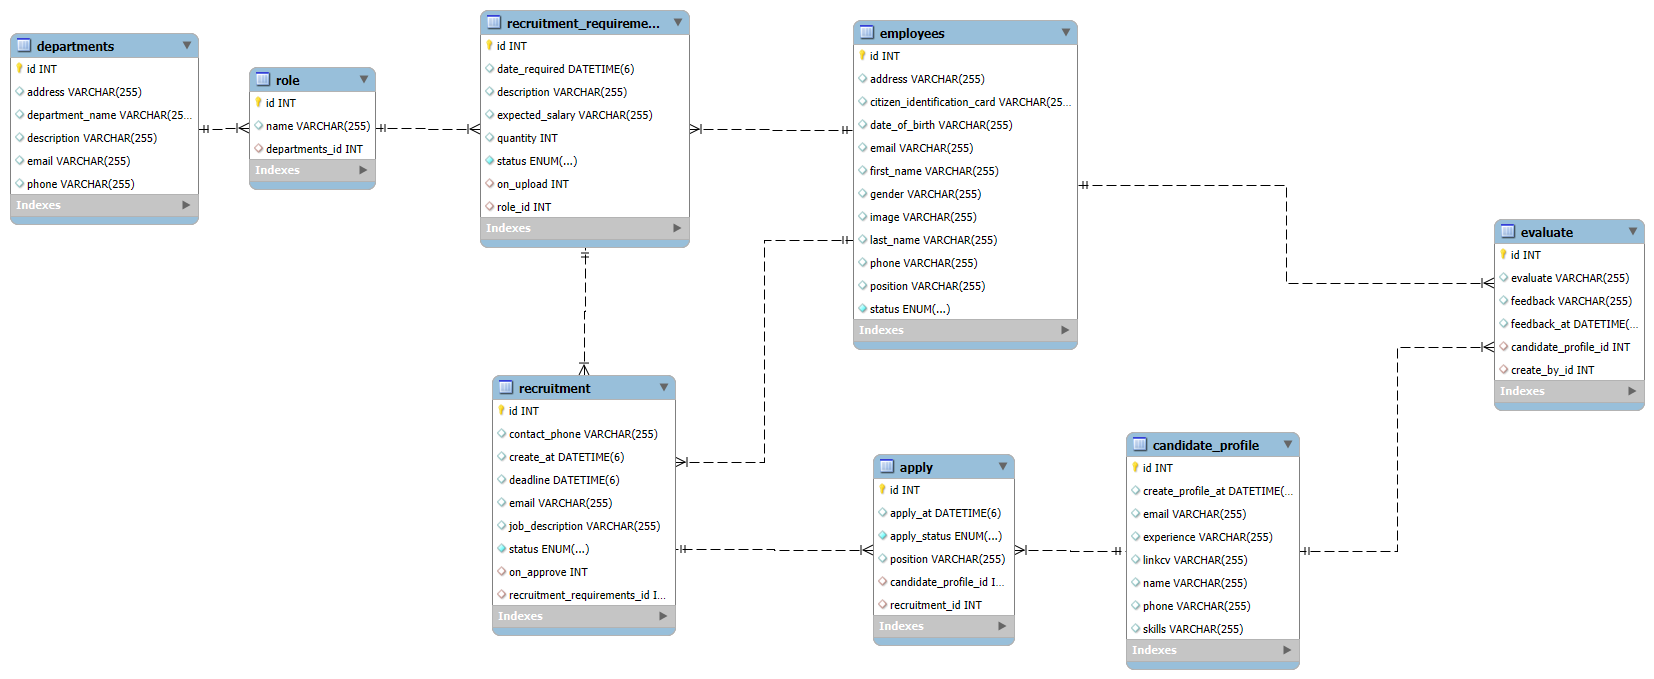 departments
id INT
address VARCHAR(255)
department_name VARCHAR(25...
description VARCHAR(255)
email VARCHAR(255)
phone VARCHAR(255)
Indexes
role
id INT
name VARCHAR(255)
departments_id INT
Indexes
recruitment_requireme...
id INT
date_required DATETIME(6)
description VARCHAR(255)
expected_salary VARCHAR(255)
quantity INT
status ENUM(...)
on_upload INT
role_id INT
Indexes
employees
id INT
address VARCHAR(255)
citizen_identification_card VARCHAR(25...
date_of_birth VARCHAR(255)
email VARCHAR(255)
first_name VARCHAR(255)
gender VARCHAR(255)
image VARCHAR(255)
last_name VARCHAR(255)
phone VARCHAR(255)
position VARCHAR(255)
status ENUM(...)
Indexes
evaluate
id INT
evaluate VARCHAR(255)
feedback VARCHAR(255)
feedback_at DATETIME(...
candidate_profile_id INT
create_by_id INT
Indexes
recruitment
id INT
contact_phone VARCHAR(255)
create_at DATETIME(6)
deadline DATETIME(6)
email VARCHAR(255)
job_description VARCHAR(255)
status ENUM(...)
on_approve INT
recruitment_requirements_id I...
Indexes
apply
id INT
apply_at DATETIME(6)
apply_status ENUM(...)
position VARCHAR(255)
candidate_profile_id I...
recruitment_id INT
Indexes
candidate_profile
id INT
create_profile_at DATETIME(...
email VARCHAR(255)
experience VARCHAR(255)
linkcv VARCHAR(255)
name VARCHAR(255)
phone VARCHAR(255)
skills VARCHAR(255)
Indexes